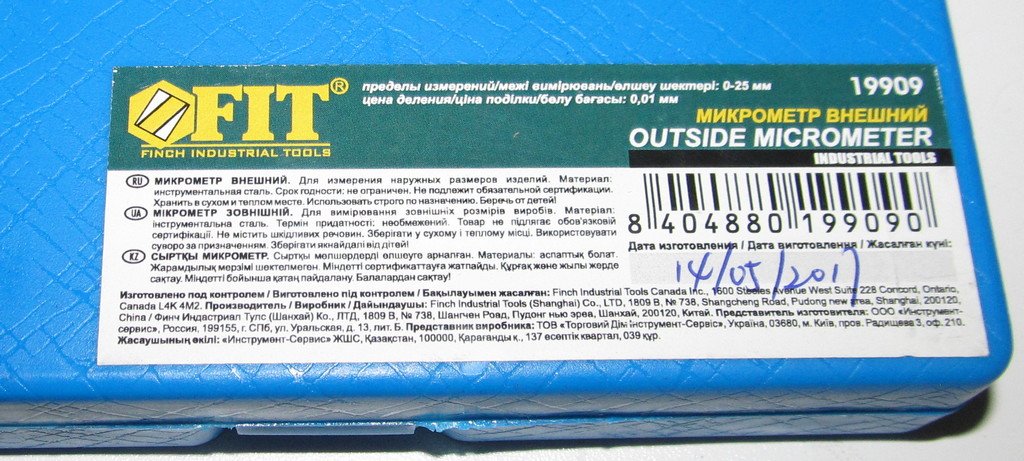 FIT®
FINCH INDUSTRIAL TOOLS
пределы измерений/межі вимірювань/өлшеу шектері: 0-25 мм
цена деления/ціна поділки/бөлу бағасы: 0,01 мм
19909
МИКРОМЕТР ВНЕШНИЙ
OUTSIDE MICROMETER
INDUSTRIAL TOOLS
RU МИКРОМЕТР ВНЕШНИЙ. Для измерения наружных размеров изделий. Материал:
инструментальная сталь. Срок годности: не ограничен. Не подлежит обязательной сертификации.
Хранить в сухом и теплом месте. Использовать строго по назначению. Беречь от детей!
UA МІКРОМЕТР ЗОВНІШНІЙ. Для вимірювання зовнішніх розмірів виробів. Матеріал:
інструментальна сталь. Термін придатності: необмежений. Товар не підлягає обов'язковій
сертифікації. Не містить шкідливих речовин. Зберігати у сухому і теплому місці. Використовувати
суворо за призначенням. Зберігати якнайдалі від дітей!
KZ СЫРТҚЫ МИКРОМЕТР. Сыртқы мөлшерлерді өлшеуге арналған. Материалы: аспаптық болат.
Жарамдылық мерзімі шектелмеген. Міндетті сертификаттауға жатпайды. Құрғақ және жылы жерде
сақтау. Міндеті бойынша қатаң пайдалану. Балалардан сақтау!
8 404880 199090
Дата изготовления / Дата виготовлення / Жасалған күні:
14/05/2017
Изготовлено под контролем / Виготовлено під контролем / Бақылауымен жасалған: Finch Industrial Tools Canada Inc., 1600 Steeles Avenue West Suite 228 Concord, Ontario,
Canada, L4K 4M2. Производитель / Виробник / Дайындаушы: Finch Industrial Tools (Shanghai) Co., LTD, 1809 B, № 738, Shangcheng Road, Pudong new area, Shanghai, 200120,
China / Финч Индастриал Тулс (Шанхай) Ко., ЛТД, 1809 B, № 738, Шангчен Роад, Пудонг нью эреа, Шанхай, 200120, Китай. Представитель изготовителя: ООО «Инструмент-
сервис», Россия, 199155, г. СПб, ул. Уральская, д. 13, лит. Б. Представник виробника: ТОВ «Торговий Дім Інструмент-Сервіс», Україна, 03680, м. Київ, пров. Радищева 3, оф. 210.
Жасаушының өкілі: «Инструмент-Сервис» ЖШС, Қазақстан, 100000, Қарағанды қ., 137 есептік квартал, 039 құр.